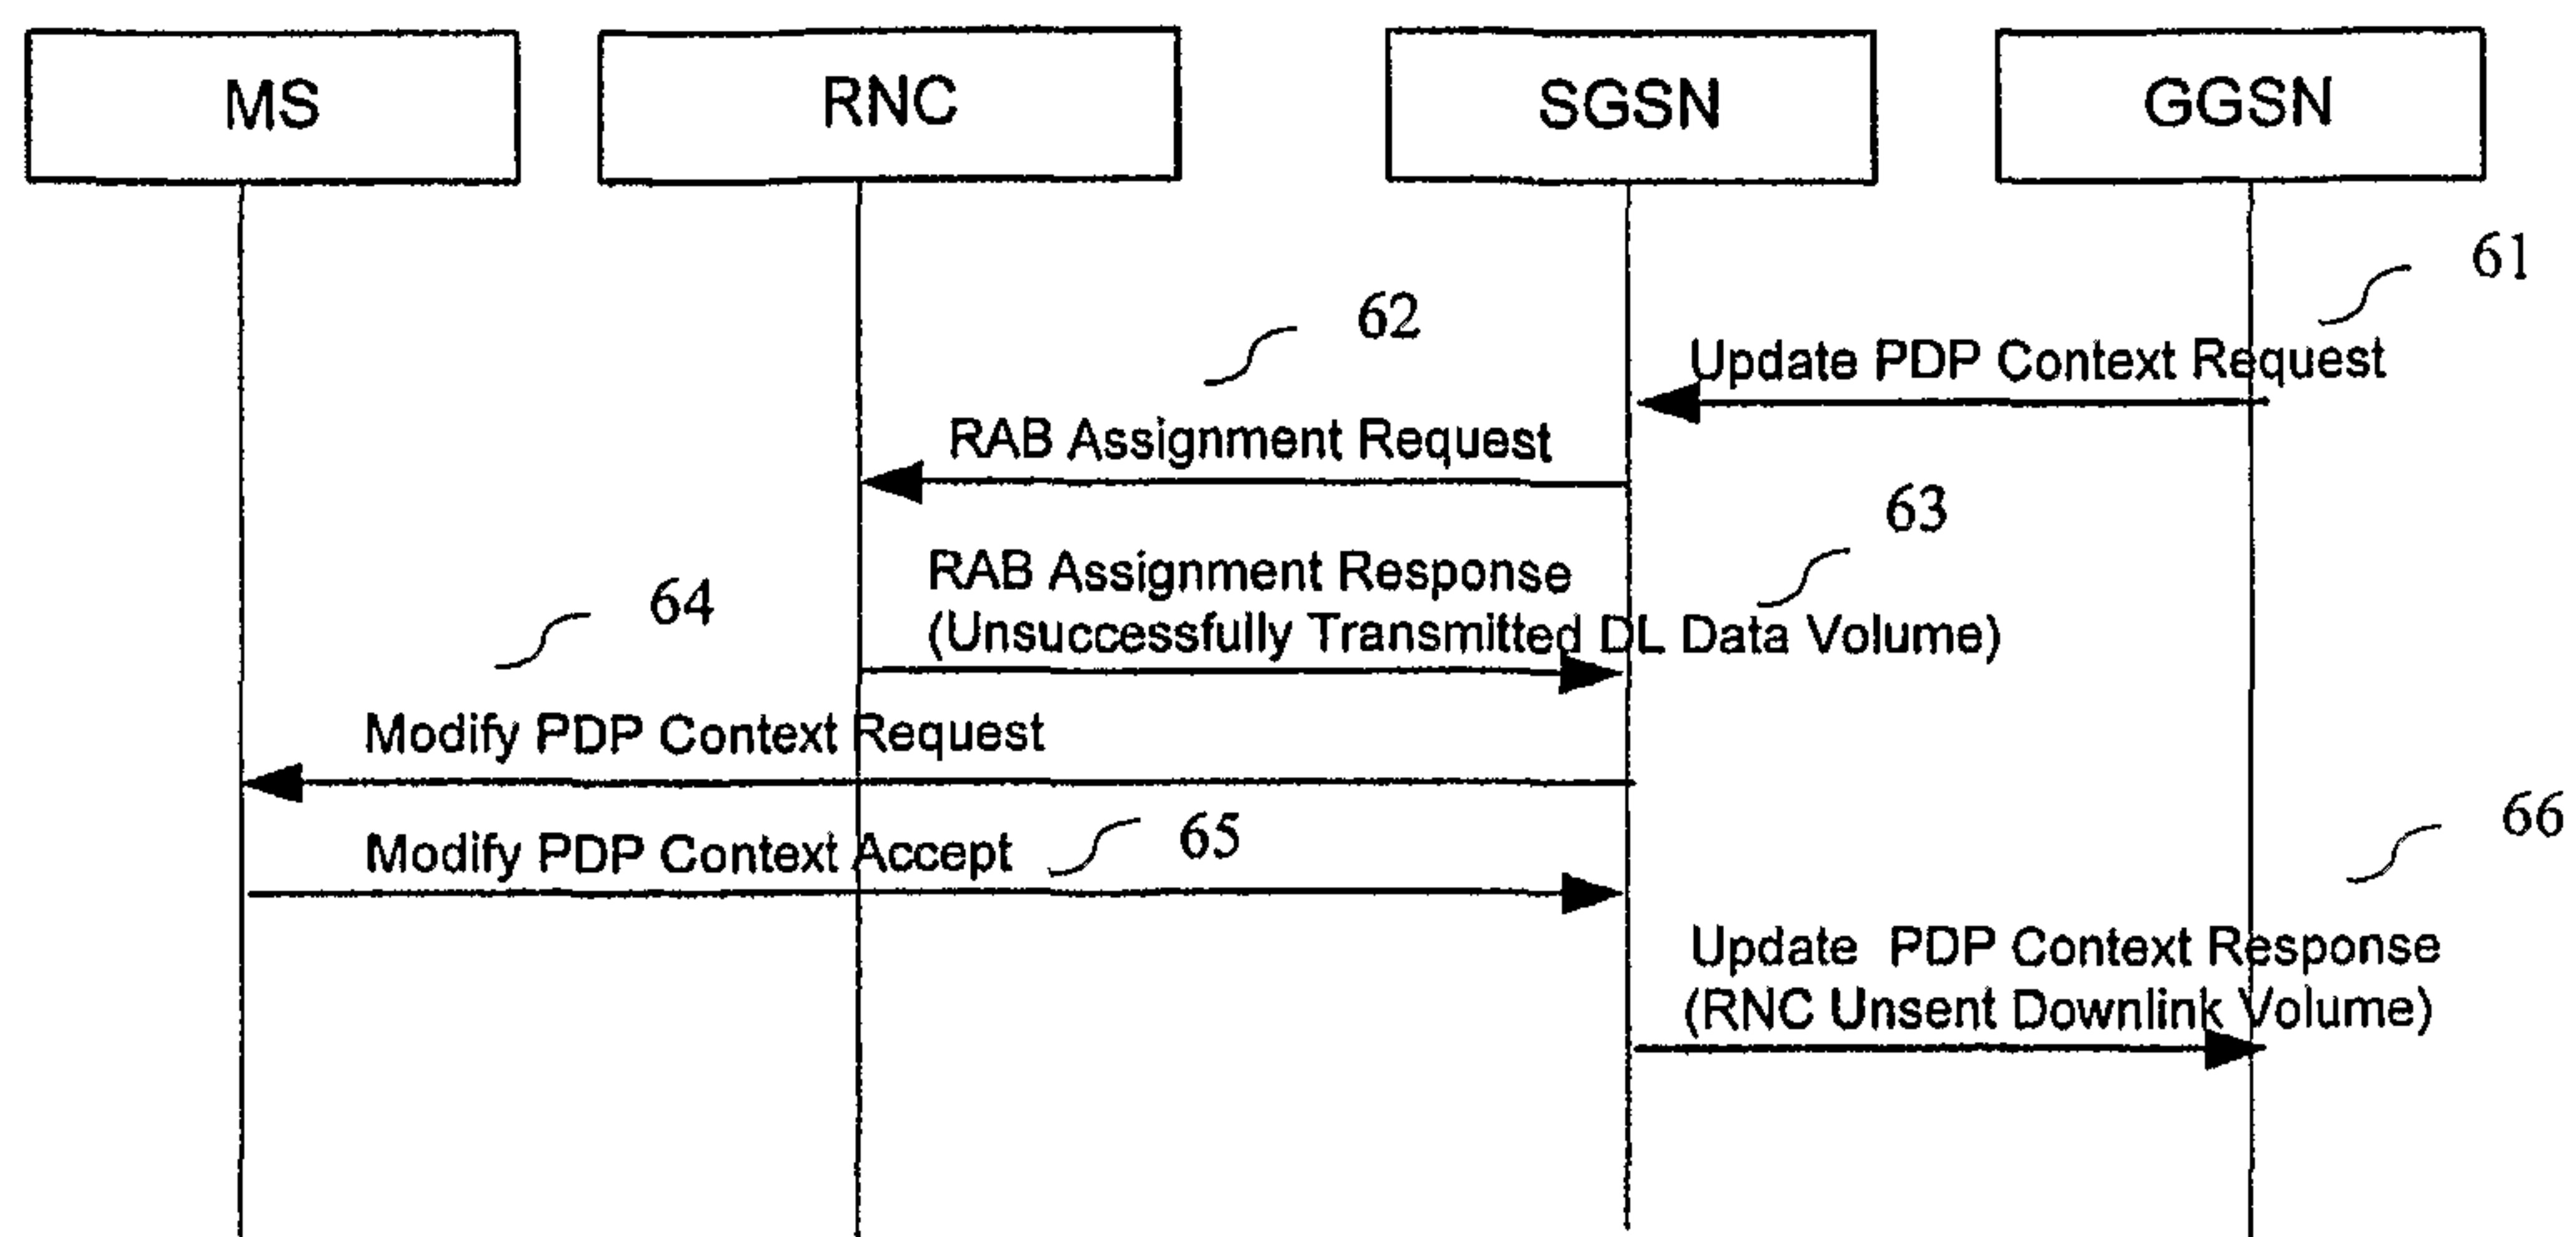 MS
RNC
SGSN
GGSN
61
Update PDP Context Request
62
RAB Assignment Request
63
RAB Assignment Response
(Unsuccessfully Transmitted DL Data Volume)
64
Modify PDP Context Request
65
Modify PDP Context Accept
66
Update PDP Context Response
(RNC Unsent Downlink Volume)